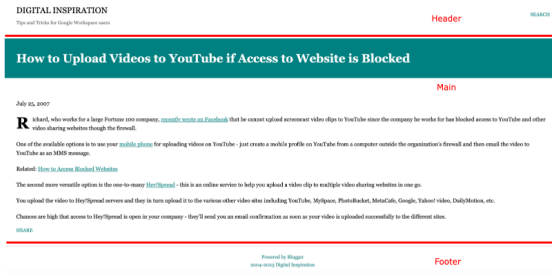 DIGITAL INSPIRATION
Tips and Tricks for Google Workspace users
Header
SEARCH
How to Upload Videos to YouTube if Access to Website is Blocked
Main
July 25, 2007
Richard, who works for a large Fortune 100 company, recently wrote on Facebook that he cannot upload screencast video clips to YouTube since the company he works for has blocked access to YouTube and other
video sharing websites though the firewall.
One of the available options is to use your mobile phone for uploading videos on YouTube - just create a mobile profile on YouTube from a computer outside the organization's firewall and then email the video to
YouTube as an MMS message.
Related: How to Access Blocked Websites
The second more versatile option is the one-to-many Hey!Spread - this is an online service to help you upload a video clip to multiple video sharing websites in one go.
You upload the video to Hey!Spread servers and they in turn upload it to the various other video sites including YouTube, MySpace, PhotoBucket, MetaCafe, Google, Yahoo! video, DailyMotion, etc.
Chances are high that access to Hey!Spread is open in your company - they'll send you an email confirmation as soon as your video is uploaded successfully to the different sites.
SHARE
Powered by Blogger
2004-2023 Digital Inspiration
Footer